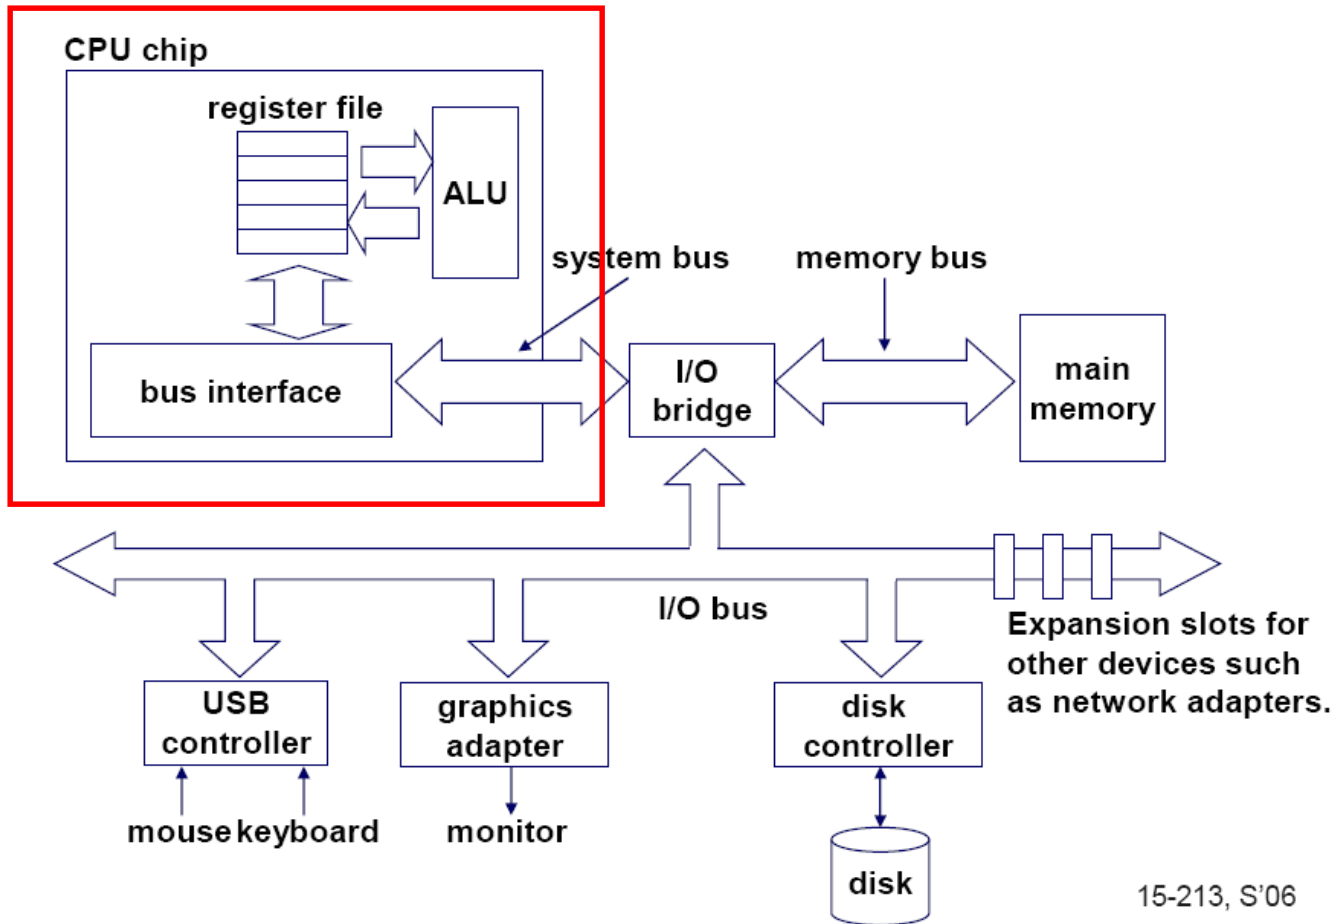 CPU chip
register file
ALU
system bus
memory bus
bus interface
I/O
bridge
main
memory
I/O bus
Expansion slots for
other devices such
as network adapters.
USB
controller
graphics
adapter
disk
controller
mouse
keyboard
monitor
disk
15-213, S’06